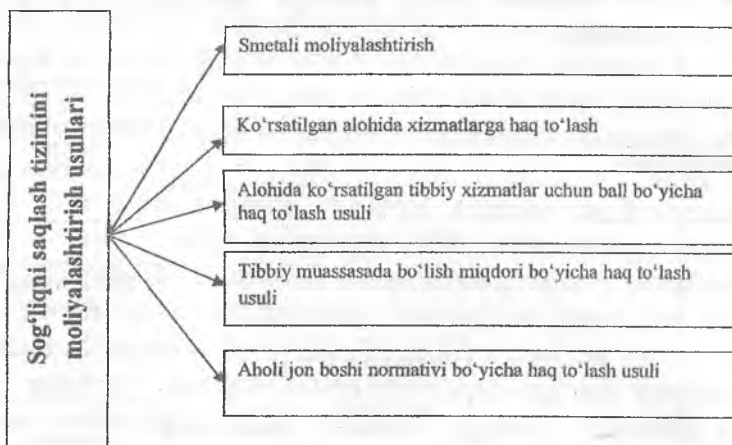 Sog‘liqni saqlash tizimini
moliyalashtirish usullari
Smetali moliyalashtirish
Ko‘rsatilgan alohida xizmatlarga haq to‘lash
Alohida ko‘rsatilgan tibbiy xizmatlar uchun ball bo‘yicha
haq to‘lash usuli
Tibbiy muassasada bo‘lish miqdori bo‘yicha haq to‘lash
usuli
Aholi jon boshi normativi bo‘yicha haq to‘lash usuli